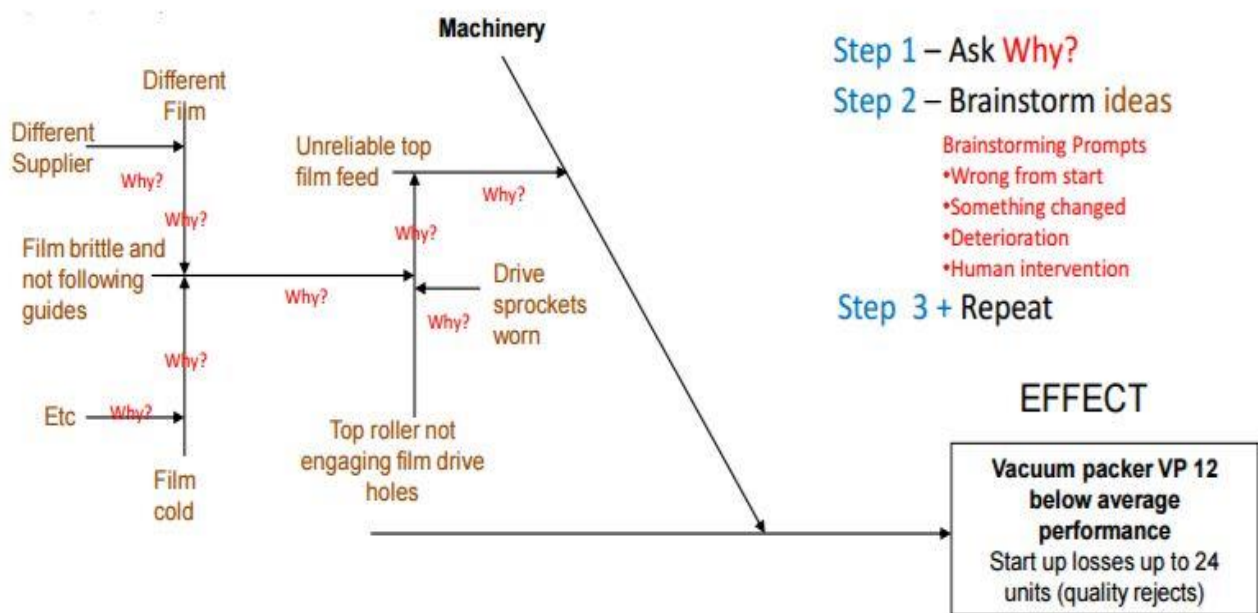 Machinery
Different
Film
Different
Supplier
Why?
Why?
Film brittle and
not following
guides
Why?
Why?
Etc
Why?
Film
cold
Unreliable top
film feed
Why?
Why?
Drive
sprockets
worn
Why?
Top roller not
engaging film drive
holes
Step 1 – Ask Why?
Step 2 – Brainstorm ideas
Brainstorming Prompts
•Wrong from start
•Something changed
•Deterioration
•Human intervention
Step 3 + Repeat
EFFECT
Vacuum packer VP 12
below average
performance
Start up losses up to 24
units (quality rejects)